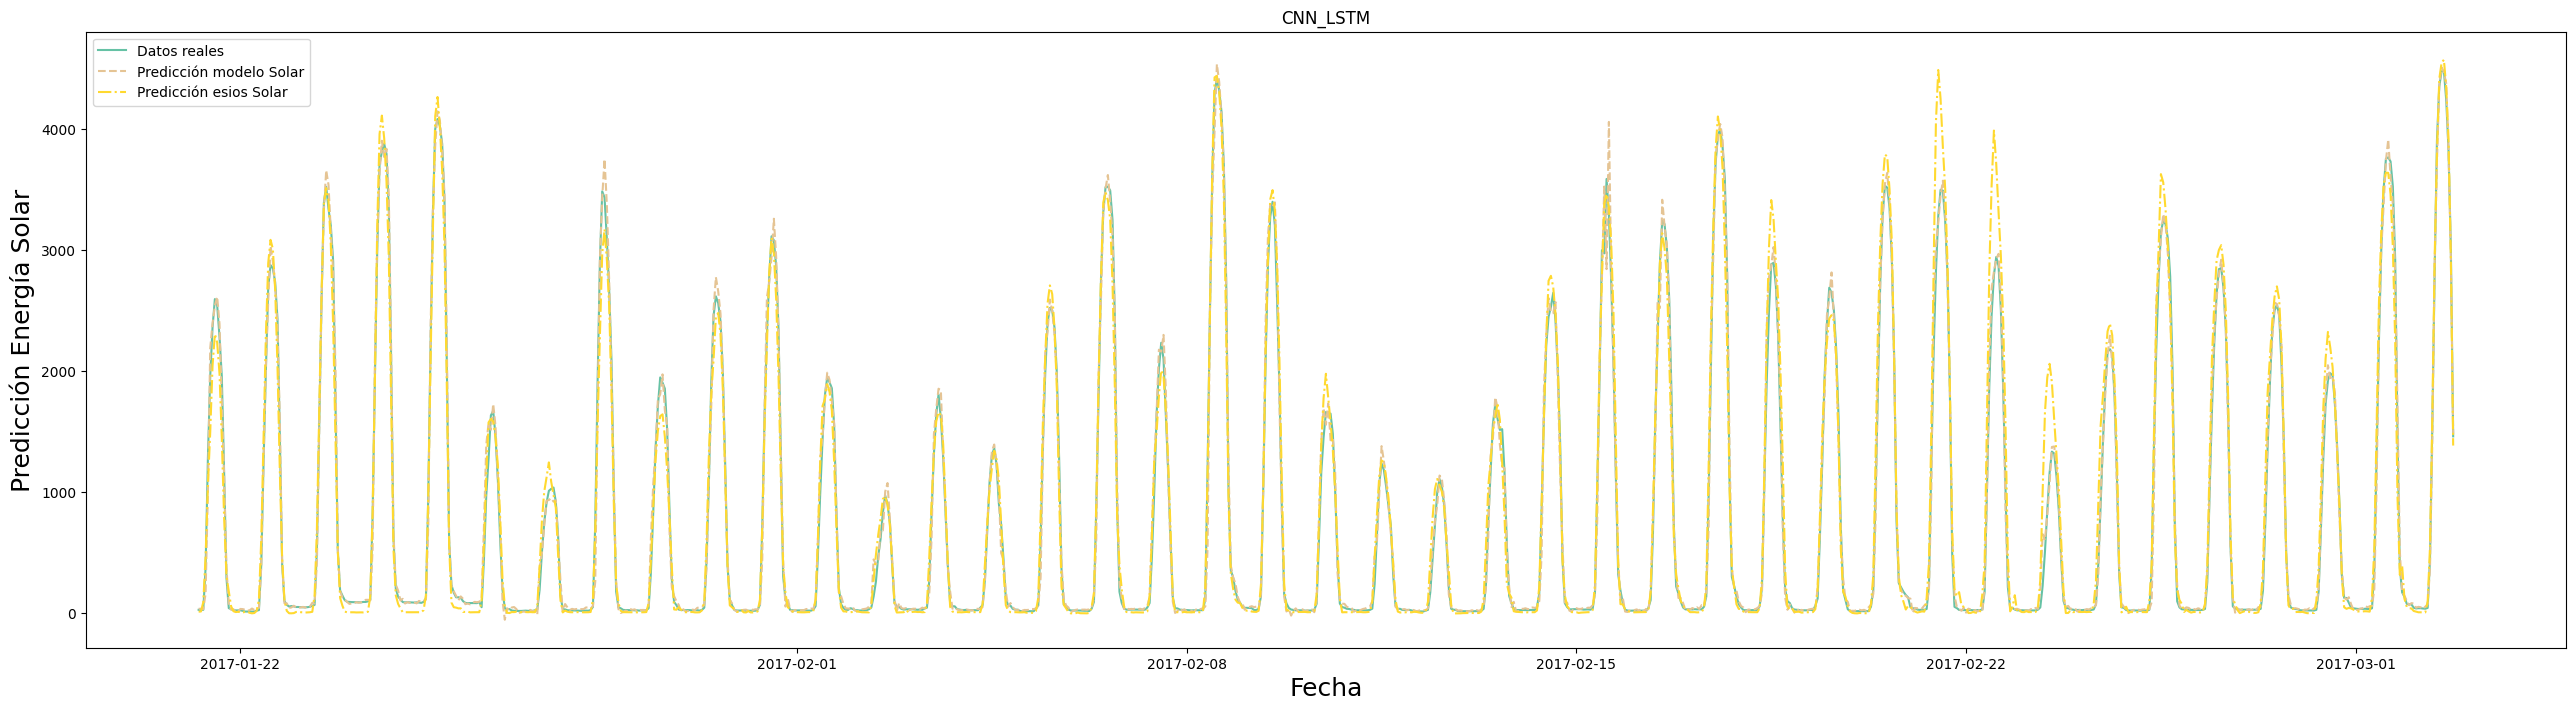 CNN_LSTM
Datos reales
Predicción modelo Solar
Predicción esios Solar
Predicción Energía Solar
4000
3000
2000
1000
0
2017-01-22
2017-02-01
2017-02-08
2017-02-15
2017-02-22
2017-03-01
Fecha